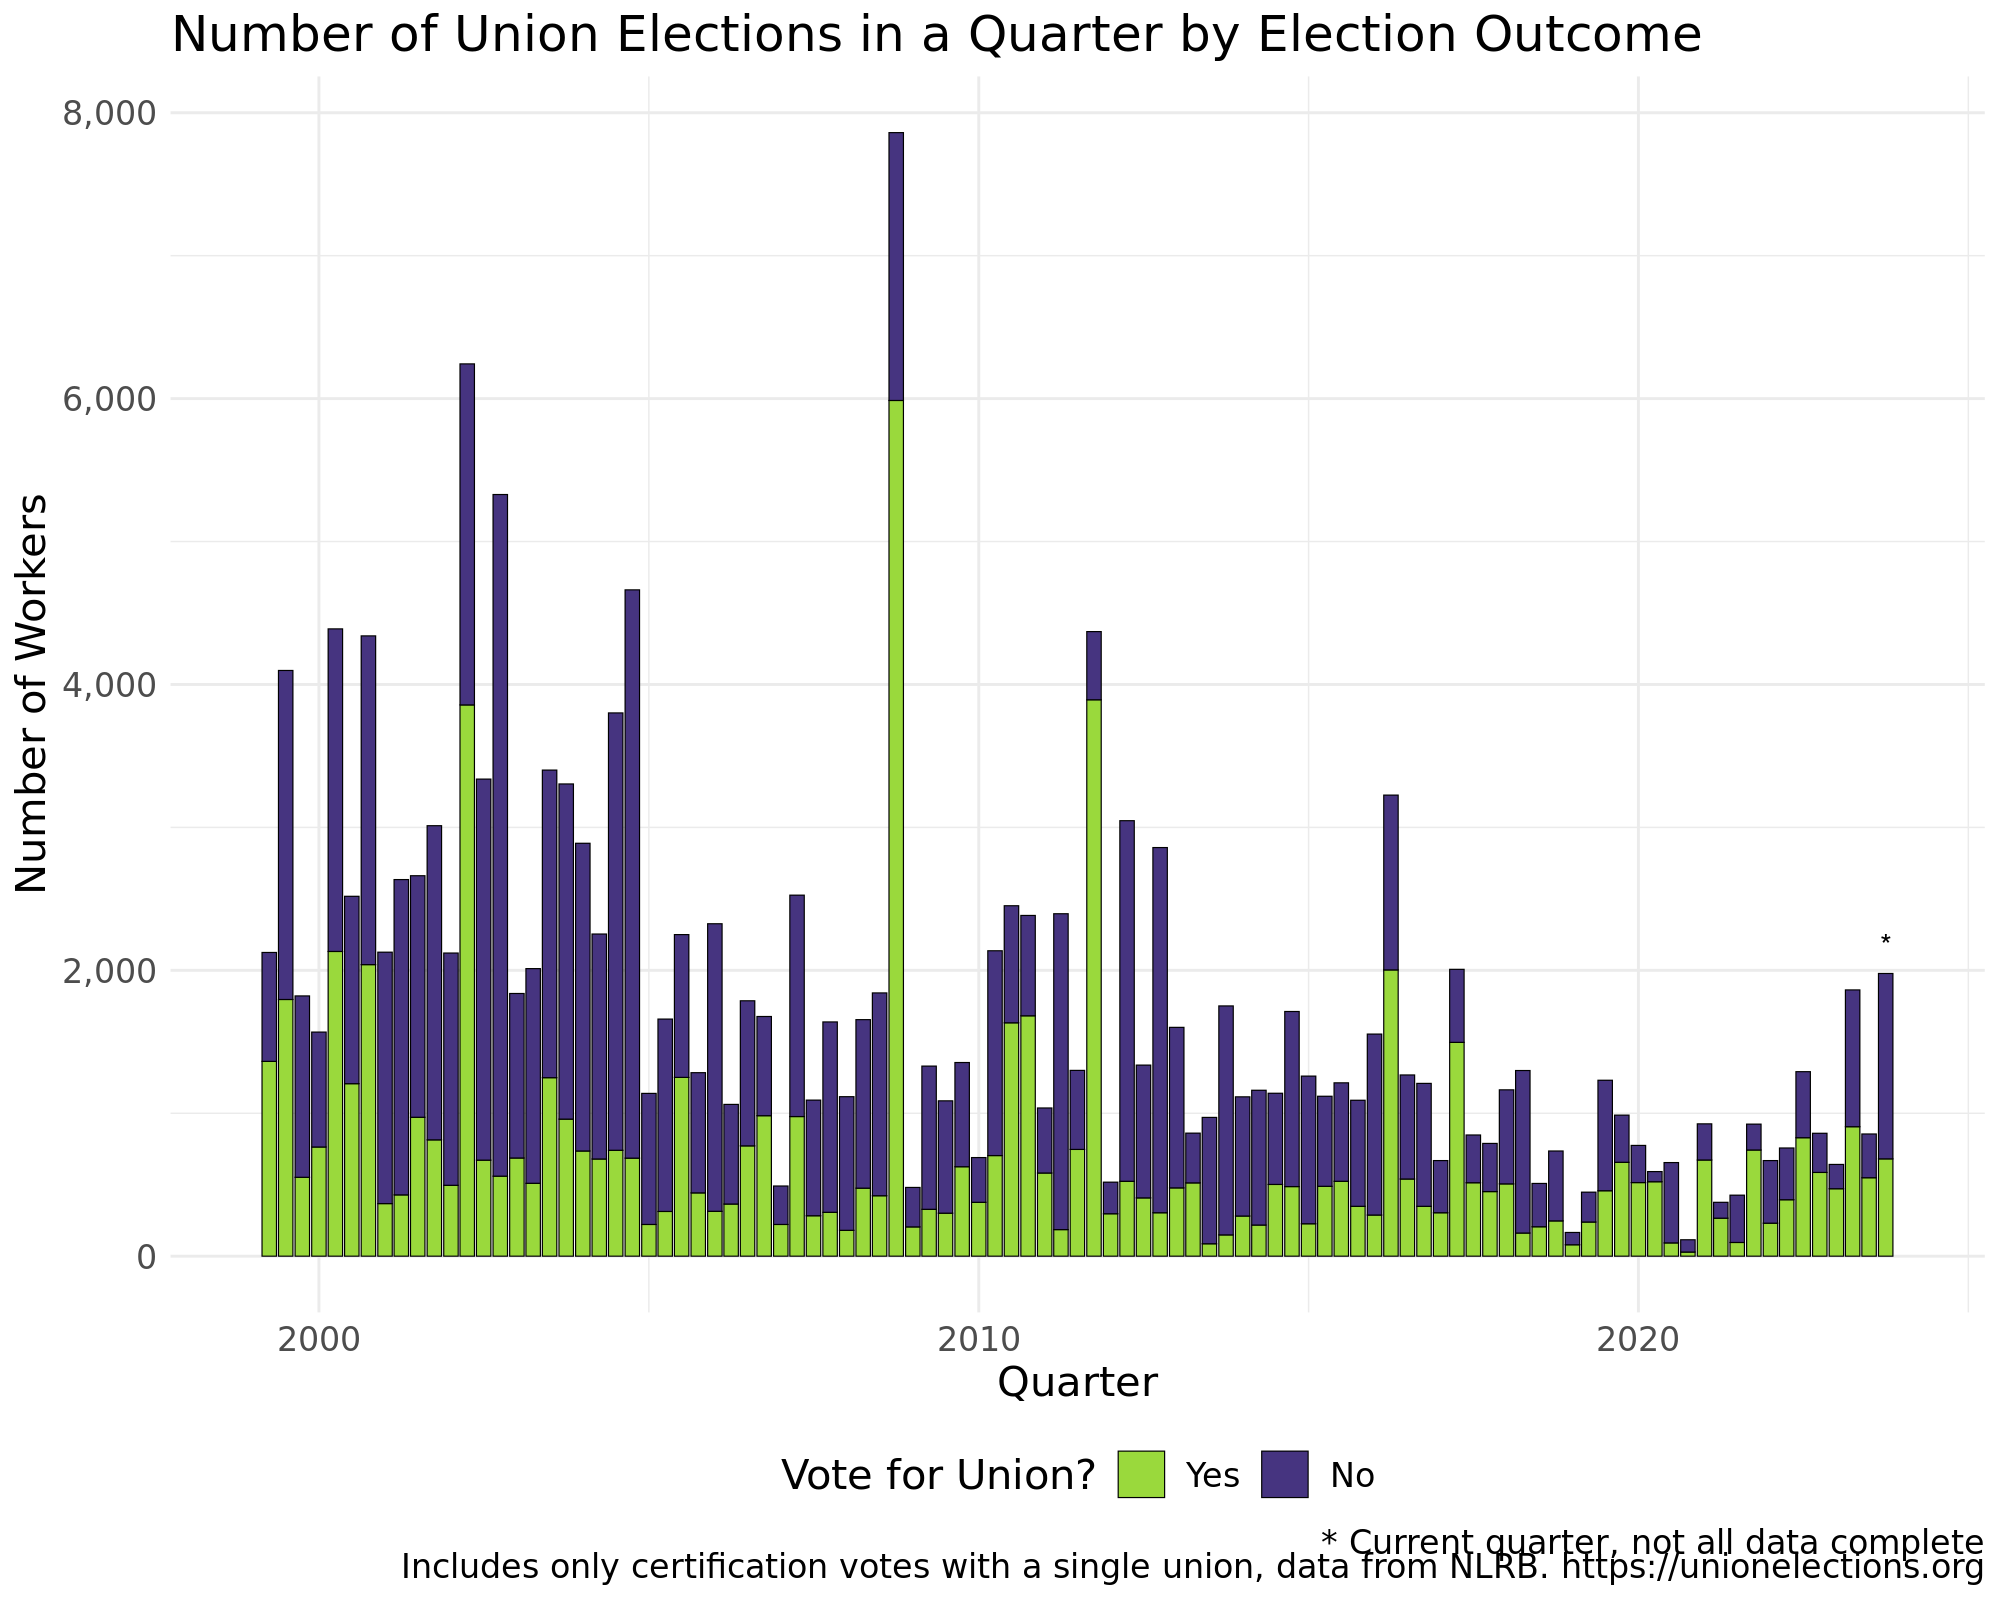 Number of Union Elections in a Quarter by Election Outcome
8,000
6,000
4,000
2,000
0
Number of Workers
*
2000
2010
2020
Quarter
Vote for Union?
Yes
No
* Current quarter, not all data complete
Includes only certification votes with a single union, data from NLRB. https://unionelections.org